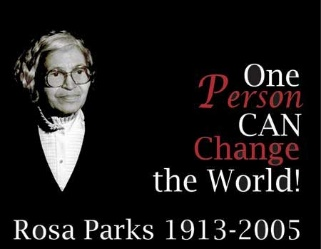 One
Person
CAN
Change
the World!
Rosa Parks 1913-2005